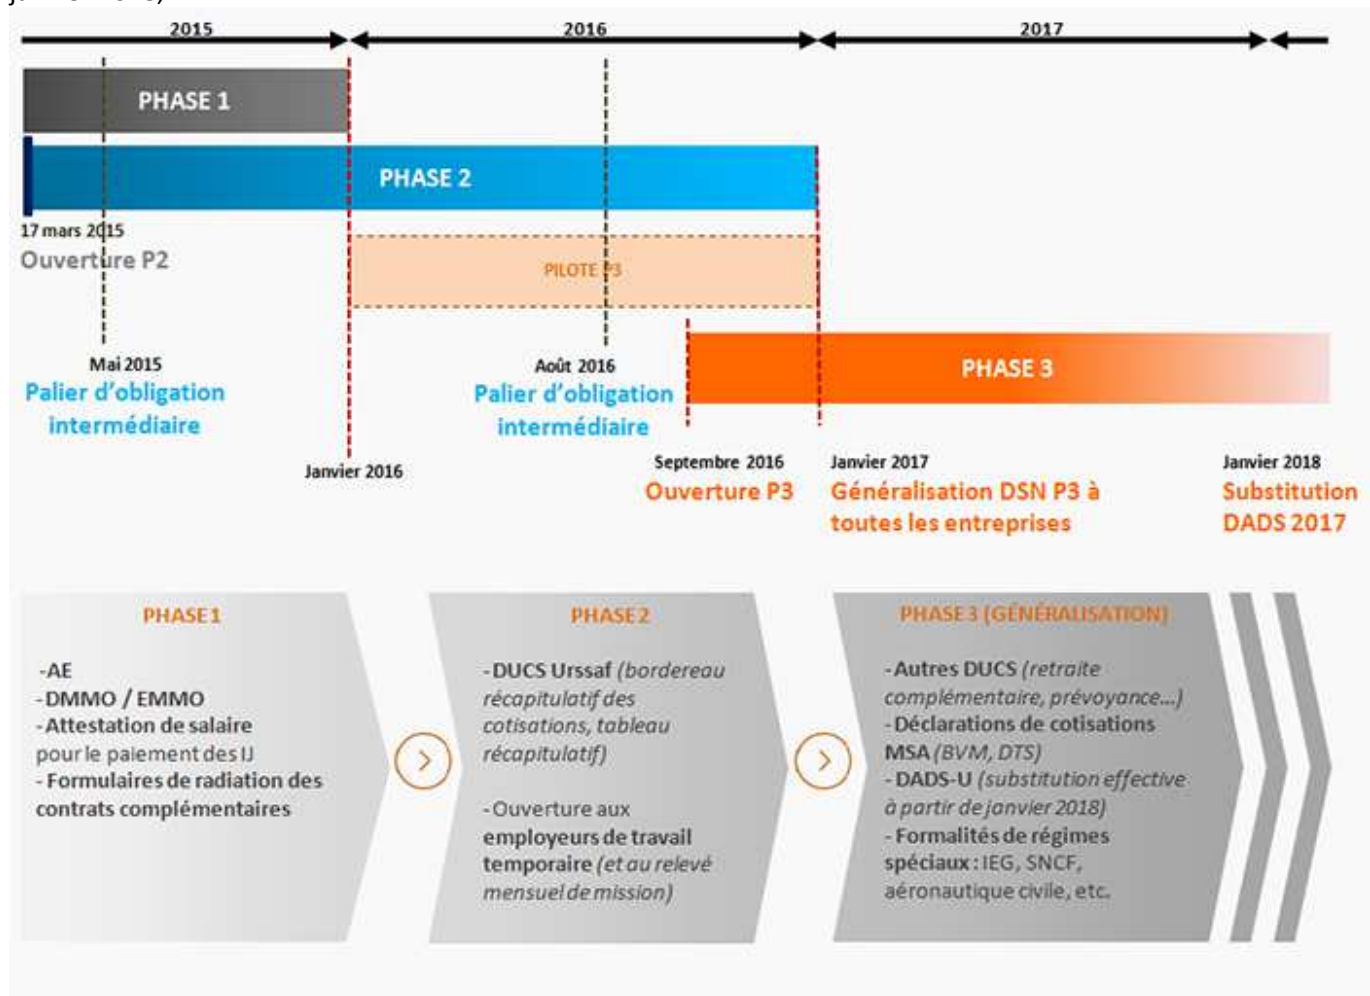 2015
2016
2017
PHASE 1
PHASE 2
17 mars 2015
Ouverture P2
PILOTE P3
Mai 2015
Palier d'obligation
intermédiaire
Août 2016
Palier d'obligation
intermédiaire
PHASE 3
Janvier 2016
Septembre 2016
Ouverture P3
Janvier 2017
Généralisation DSN P3 à
toutes les entreprises
Janvier 2018
Substitution
DADS 2017
PHASE 1
-AE
-DMMO / EMMO
-Attestation de salaire
pour le paiement des IJ
- Formulaires de radiation des
contrats complémentaires
PHASE 2
-DUCS Urssaf (bordereau
récapitulatif des
cotisations, tableau
récapitulatif)
-Ouverture aux
employeurs de travail
temporaire (et au relevé
mensuel de mission)
PHASE 3 (GÉNÉRALISATION)
-Autres DUCS (retraite
complémentaire, prévoyance...)
-Déclarations de cotisations
MSA (BVM, DTS)
-DADS-U (substitution effective
à partir de janvier 2018)
-Formalités de régimes
spéciaux : IEG, SNCF,
aéronautique civile, etc.